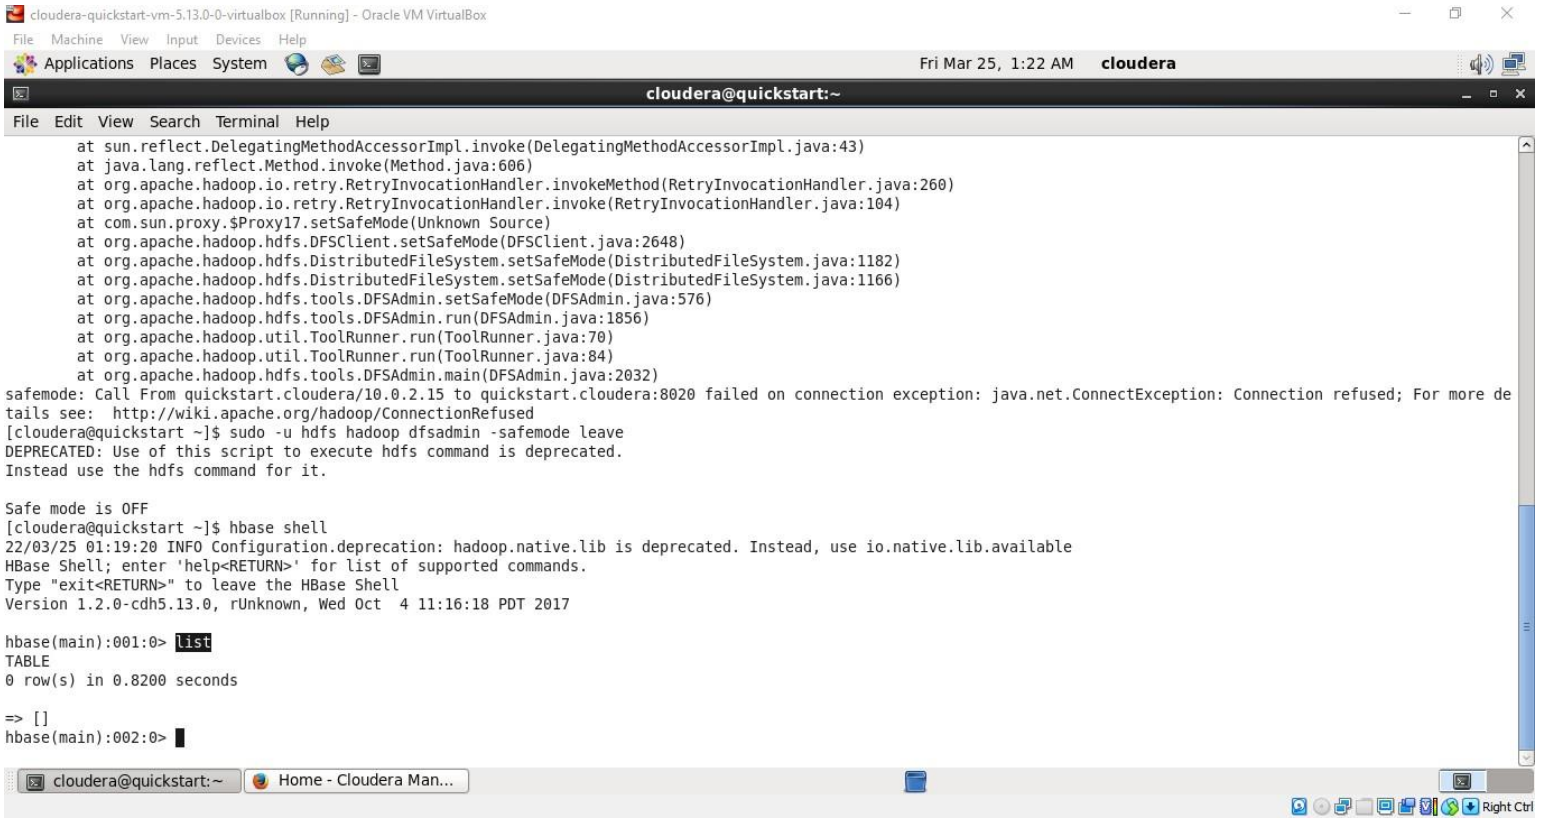 cloudera-quickstart-vm-5.13.0-0-virtualbox [Running] - Oracle VM VirtualBox
File Machine View Input Devices Help
Applications Places System Fri Mar 25, 1:22 AM cloudera
cloudera@quickstart:~
File Edit View Search Terminal Help
at sun.reflect.DelegatingMethodAccessorImpl.invoke(DelegatingMethodAccessorImpl.java:43)
at java.lang.reflect.Method.invoke(Method.java:606)
at org.apache.hadoop.io.retry.RetryInvocationHandler.invokeMethod(RetryInvocationHandler.java:260)
at org.apache.hadoop.io.retry.RetryInvocationHandler.invoke(RetryInvocationHandler.java:104)
at com.sun.proxy.$Proxy17.setSafeMode(Unknown Source)
at org.apache.hadoop.hdfs.DFSClient.setSafeMode(DFSClient.java:2648)
at org.apache.hadoop.hdfs.DistributedFileSystem.setSafeMode(DistributedFileSystem.java:1182)
at org.apache.hadoop.hdfs.DistributedFileSystem.setSafeMode(DistributedFileSystem.java:1166)
at org.apache.hadoop.hdfs.tools.DFSAdmin.setSafeMode(DFSAdmin.java:576)
at org.apache.hadoop.hdfs.tools.DFSAdmin.run(DFSAdmin.java:1856)
at org.apache.hadoop.util.ToolRunner.run(ToolRunner.java:70)
at org.apache.hadoop.util.ToolRunner.run(ToolRunner.java:84)
at org.apache.hadoop.hdfs.tools.DFSAdmin.main(DFSAdmin.java:2032)
safemode: Call From quickstart.cloudera/10.0.2.15 to quickstart.cloudera:8020 failed on connection exception: java.net.ConnectException: Connection refused; For more de
tails see:  http://wiki.apache.org/hadoop/ConnectionRefused
[cloudera@quickstart ~]$ sudo -u hdfs hadoop dfsadmin -safemode leave
DEPRECATED: Use of this script to execute hdfs command is deprecated.
Instead use the hdfs command for it.
Safe mode is OFF
[cloudera@quickstart ~]$ hbase shell
22/03/25 01:19:20 INFO Configuration.deprecation: hadoop.native.lib is deprecated. Instead, use io.native.lib.available
HBase Shell; enter 'help<RETURN>' for list of supported commands.
Type "exit<RETURN>" to leave the HBase Shell
Version 1.2.0-cdh5.13.0, rUnknown, Wed Oct  4 11:16:18 PDT 2017
hbase(main):001:0> list
TABLE
0 row(s) in 0.8200 seconds
=> []
hbase(main):002:0>
cloudera@quickstart:~ Home - Cloudera Man...
Right Ctrl